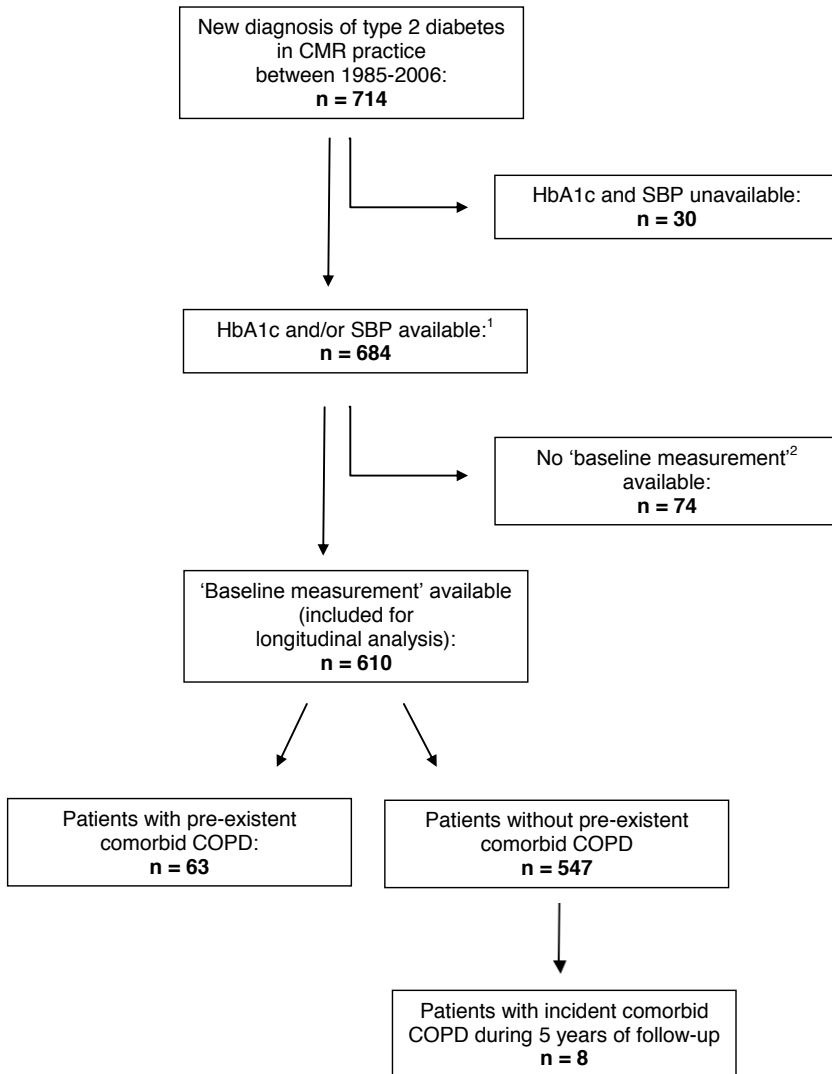 New diagnosis of type 2 diabetes
in CMR practice
between 1985-2006:
n = 714
HbA1c and SBP unavailable:
n = 30
HbA1c and/or SBP available:¹
n = 684
No ‘baseline measurement’²
available:
n = 74
‘Baseline measurement’ available
(included for
longitudinal analysis):
n = 610
Patients with pre-existent
comorbid COPD:
n = 63
Patients without pre-existent
comorbid COPD
n = 547
Patients with incident comorbid
COPD during 5 years of follow-up
n = 8